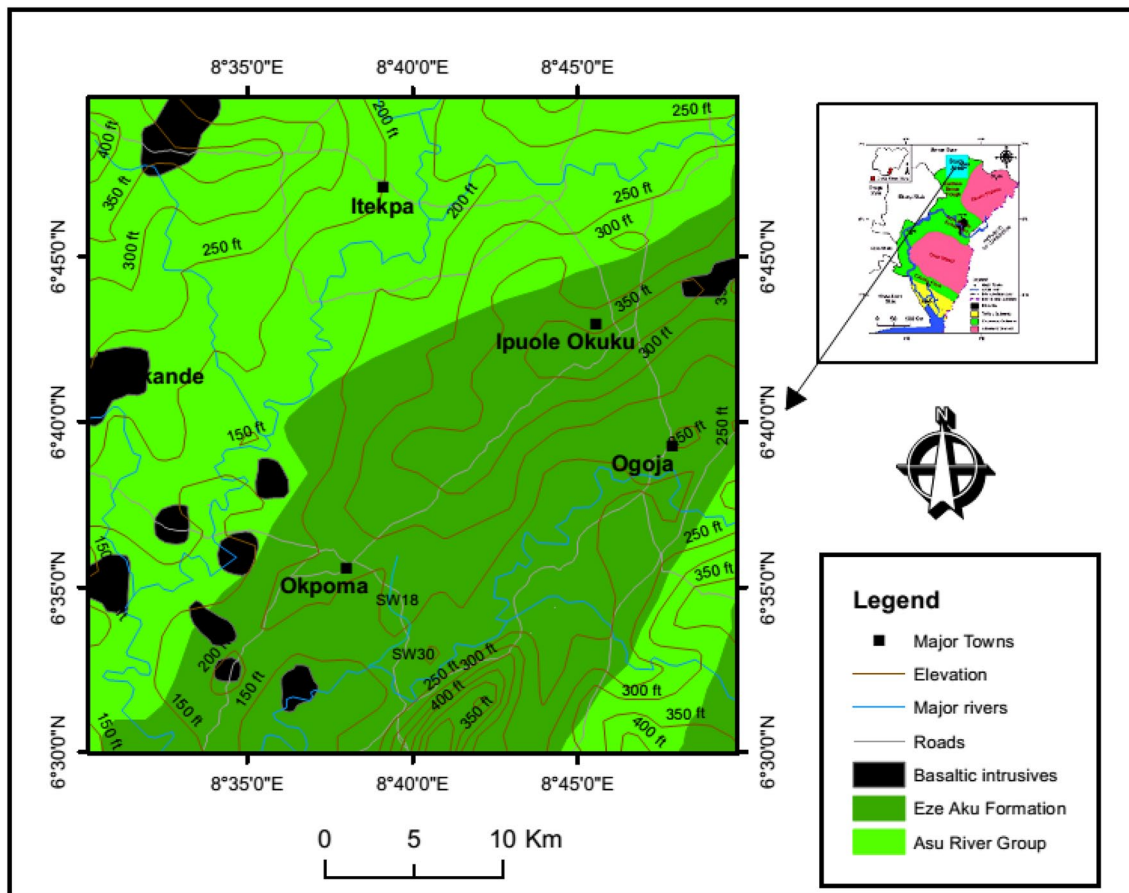 8°35'0"E 8°40'0"E 8°45'0"E
200 ft
250 ft
400 ft
350 ft
Itekpa
200 ft
250 ft
300 ft
250 ft
300 ft
6°45'0"N
6°45'0"N
350 ft
Ipuole Okuku
300 ft
kande
150 ft
350 ft
250 ft
6°40'0"N
6°40'0"N
Ogoja
250 ft
350 ft
Okpoma
SW18
6°35'0"N
6°35'0"N
SW30
200 ft
150 ft
150 ft
150 ft
250 ft
300 ft
400 ft
350 ft
300 ft
350 ft
400 ft
6°30'0"N
6°30'0"N
8°35'0"E 8°40'0"E 8°45'0"E
0 5 10 Km
N
Legend
Major Towns
Elevation
Major rivers
Roads
Basaltic intrusives
Eze Aku Formation
Asu River Group